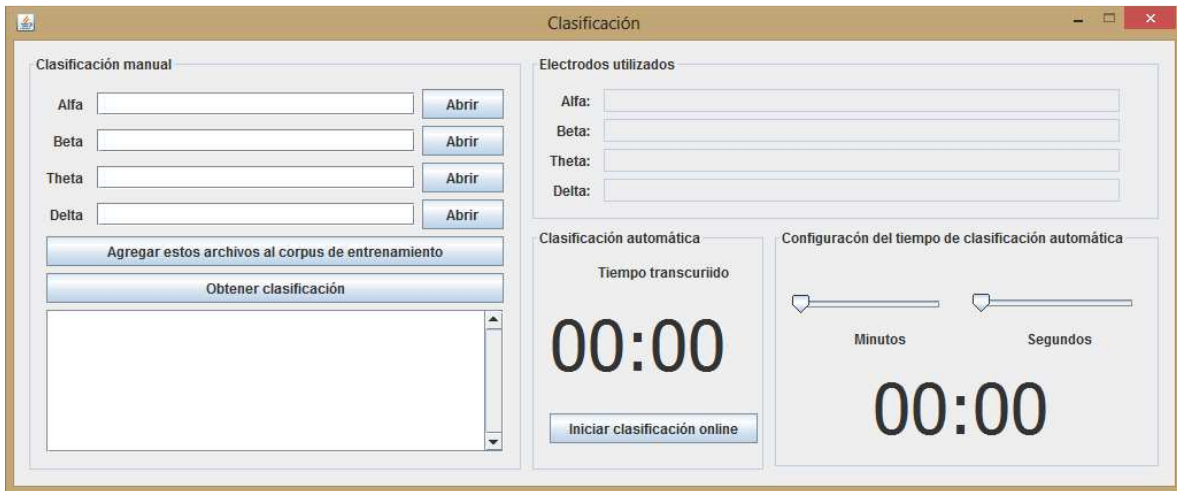 Clasificación
Clasificación manual
Alfa
Abrir
Beta
Abrir
Theta
Abrir
Delta
Abrir
Agregar estos archivos al corpus de entrenamiento
Obtener clasificación
Electrodos utilizados
Alfa:
Beta:
Theta:
Delta:
Clasificación automática
Tiempo transcuriido
00:00
Iniciar clasificación online
Configuracón del tiempo de clasificación automática
Minutos
Segundos
00:00